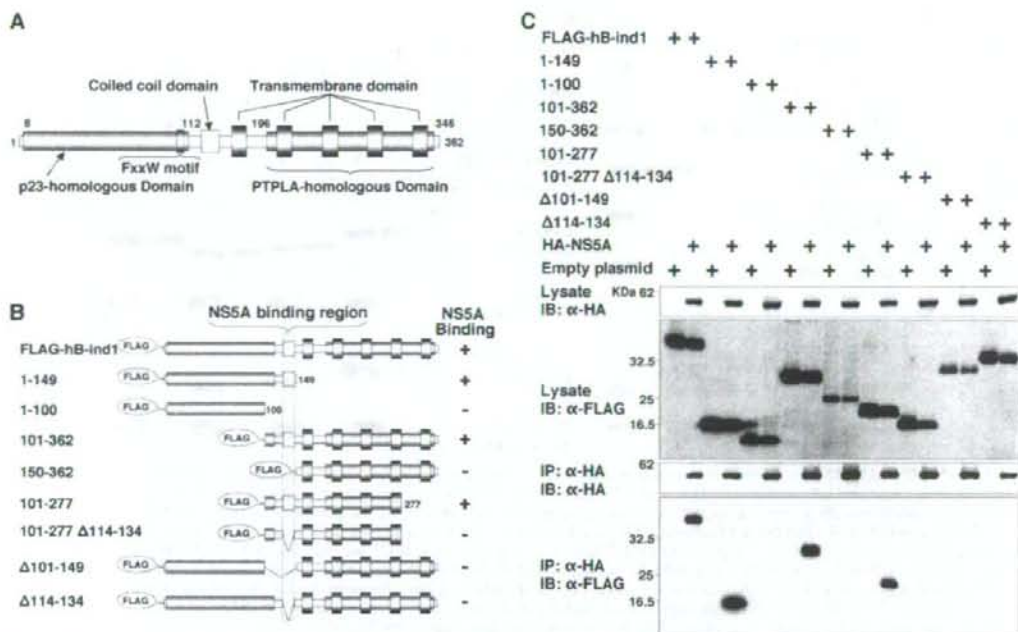 A
Coiled coil domain
Transmembrane domain
1
6
112
196
346
362
FxxW motif
p23-homologous Domain
PTPLA-homologous Domain
B
NS5A binding region
NS5A
Binding
FLAG-hB-ind1 FLAG +
1-149 FLAG 149 +
1-100 FLAG 100 -
101-362 FLAG +
150-362 FLAG -
101-277 FLAG 277 +
101-277 Δ114-134 FLAG -
Δ101-149 FLAG -
Δ114-134 FLAG -
C
FLAG-hB-ind1 + +
1-149 + +
1-100 + +
101-362 + +
150-362 + +
101-277 + +
101-277 Δ114-134 + +
Δ101-149 + +
Δ114-134 + +
HA-NS5A + + + + + + + + +
Empty plasmid + + + + + + + + +
Lysate KDa 62
IB: α-HA
32.5
Lysate 25
IB: α-FLAG
16.5
IP: α-HA 62
IB: α-HA
32.5
IP: α-HA 25
IB: α-FLAG
16.5